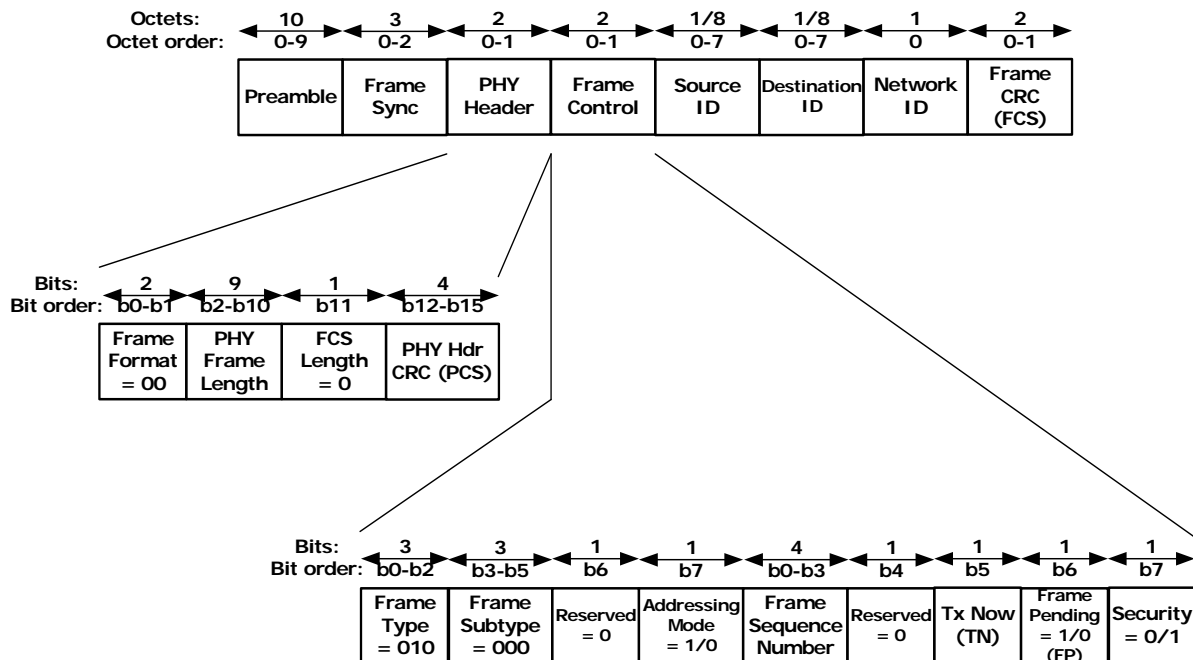 Octets: 10 3 2 2 1/8 1/8 1 2
Octet order: 0-9 0-2 0-1 0-1 0-7 0-7 0 0-1
Preamble
Frame
Sync
PHY
Header
Frame
Control
Source
ID
Destination
ID
Network
ID
Frame
CRC
(FCS)
Bits: 2 9 1 4
Bit order: b0-b1 b2-b10 b11 b12-b15
Frame
Format
= 00
PHY
Frame
Length
FCS
Length
= 0
PHY Hdr
CRC (PCS)
Bits: 3 3 1 1 4 1 1 1 1
Bit order: b0-b2 b3-b5 b6 b7 b0-b3 b4 b5 b6 b7
Frame
Type
= 010
Frame
Subtype
= 000
Reserved
= 0
Addressing
Mode
= 1/0
Frame
Sequence
Number
Reserved
= 0
Tx Now
(TN)
Frame
Pending
= 1/0
(FP)
Security
= 0/1